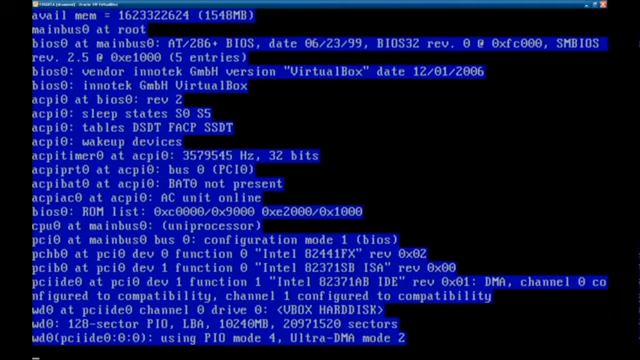 avail mem = 1623322624 (1548MB)
mainbus0 at root
bios0 at mainbus0: AT/286+ BIOS, date 06/23/99, BIOS32 rev. 0 @ 0xfc000, SMBIOS
rev. 2.5 @ 0xe1000 (5 entries)
bios0: vendor innotek GmbH version "VirtualBox" date 12/01/2006
bios0: innotek GmbH VirtualBox
acpi0 at bios0: rev 2
acpi0: sleep states S0 S5
acpi0: tables DSDT FACP SSDT
acpi0: wakeup devices
acpitimer0 at acpi0: 3579545 Hz, 32 bits
acpiprt0 at acpi0: bus 0 (PCI0)
acpibat0 at acpi0: BAT0 not present
acpiac0 at acpi0: AC unit online
bios0: ROM list: 0xc0000/0x9000 0xe2000/0x1000
cpu0 at mainbus0: (uniprocessor)
pci0 at mainbus0 bus 0: configuration mode 1 (bios)
pchb0 at pci0 dev 0 function 0 "Intel 82441FX" rev 0x02
pcib0 at pci0 dev 1 function 0 "Intel 82371SB ISA" rev 0x00
pciide0 at pci0 dev 1 function 1 "Intel 82371AB IDE" rev 0x01: DMA, channel 0 co
nfigured to compatibility, channel 1 configured to compatibility
wd0 at pciide0 channel 0 drive 0: <VBOX HARDDISK>
wd0: 128-sector PIO, LBA, 10240MB, 20971520 sectors
wd0(pciide0:0:0): using PIO mode 4, Ultra-DMA mode 2